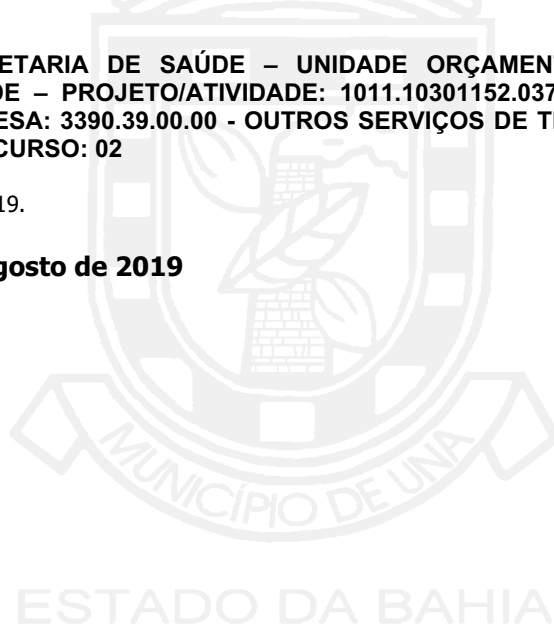 ETARIA DE SAÚDE – UNIDADE ORÇAMEN
DE – PROJETO/ATIVIDADE: 1011.10301152.037
ESA: 3390.39.00.00 - OUTROS SERVIÇOS DE T
CURSO: 02
19.
gosto de 2019
MUNICÍPIO DE UNA
ESTADO DA BAHIA